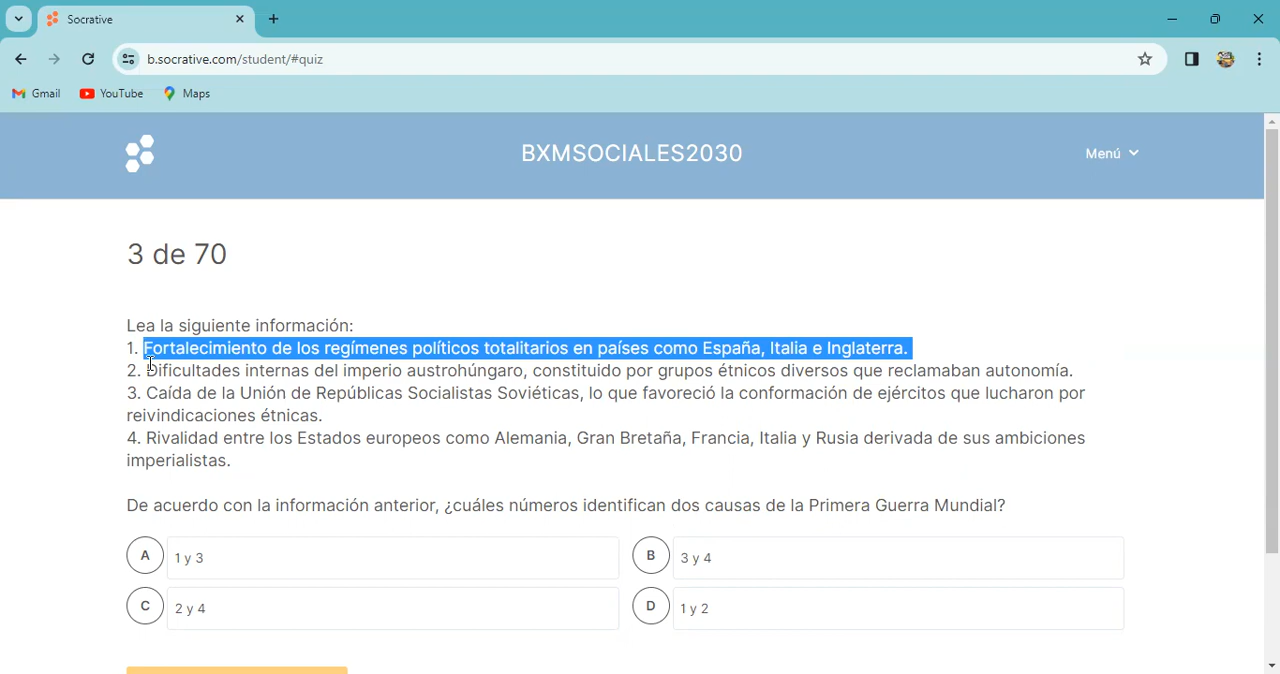 Socrative
b.socrative.com/student/#quiz
Gmail YouTube Maps
BXMSOCIALES2030
Menú
3 de 70
Lea la siguiente información:
1. Fortalecimiento de los regímenes políticos totalitarios en países como España, Italia e Inglaterra.
2. Dificultades internas del imperio austrohúngaro, constituido por grupos étnicos diversos que reclamaban autonomía.
3. Caída de la Unión de Repúblicas Socialistas Soviéticas, lo que favoreció la conformación de ejércitos que lucharon por
reivindicaciones étnicas.
4. Rivalidad entre los Estados europeos como Alemania, Gran Bretaña, Francia, Italia y Rusia derivada de sus ambiciones
imperialistas.
De acuerdo con la información anterior, ¿cuáles números identifican dos causas de la Primera Guerra Mundial?
A 1 y 3
B 3 y 4
C 2 y 4
D 1 y 2